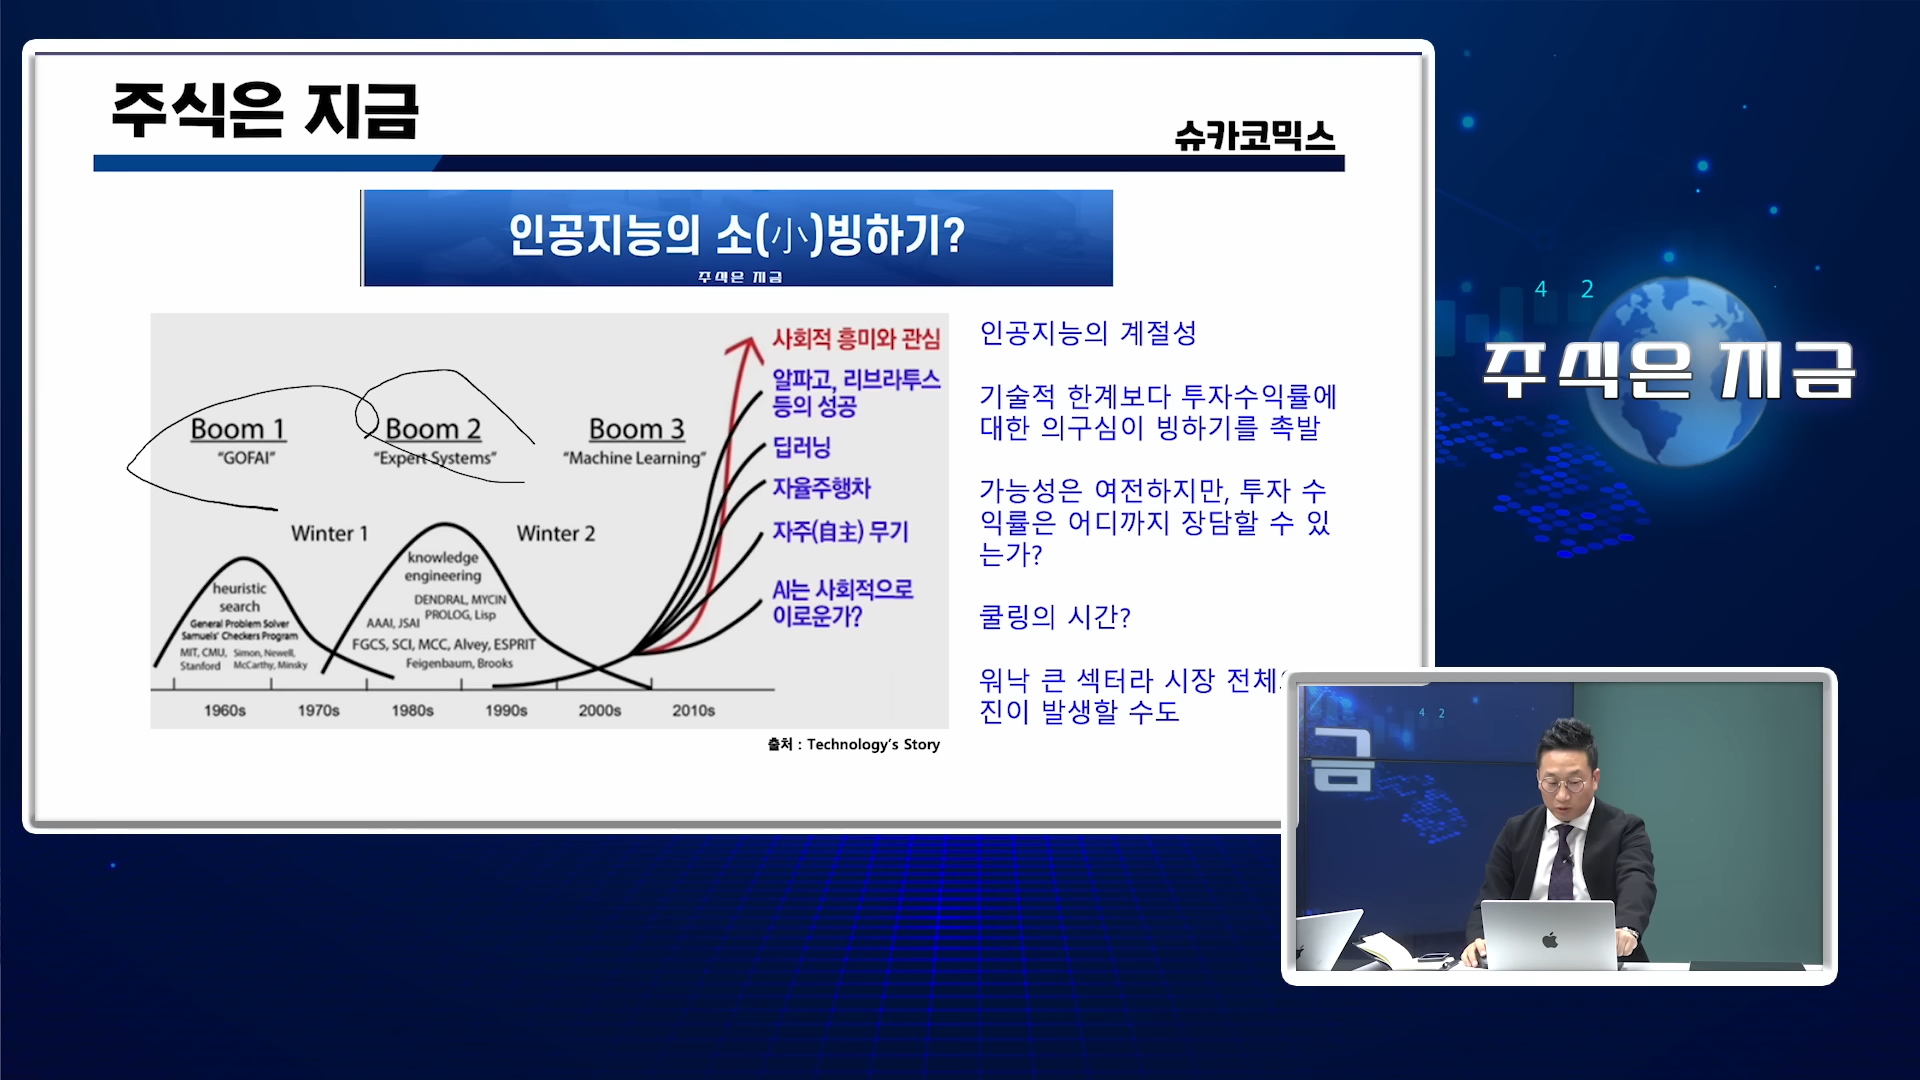 주식은 지금
슈카코믹스
인공지능의 소(小)빙하기?
주식은 지금
사회적 흥미와 관심
알파고, 리브라투스
등의 성공
딥러닝
자율주행차
자주(自主) 무기
AI는 사회적으로
이로운가?
Boom 1
“GOFAI”
Boom 2
“Expert Systems”
Boom 3
“Machine Learning”
Winter 1
Winter 2
heuristic
search
General Problem Solver
Samuels' Checkers Program
MIT, CMU,
Stanford
Simon, Newell,
McCarthy, Minsky
knowledge
engineering
DENDRAL, MYCIN
PROLOG, Lisp
AAAI, JSAI
FGCS, SCI, MCC, Alvey, ESPRIT
Feigenbaum, Brooks
1960s 1970s 1980s 1990s 2000s 2010s
출처 : Technology’s Story
인공지능의 계절성
기술적 한계보다 투자수익률에
대한 의구심이 빙하기를 촉발
가능성은 여전하지만, 투자 수
익률은 어디까지 장담할 수 있
는가?
쿨링의 시간?
워낙 큰 섹터라 시장 전체
진이 발생할 수도
4 2
주식은 지금
4 2
금